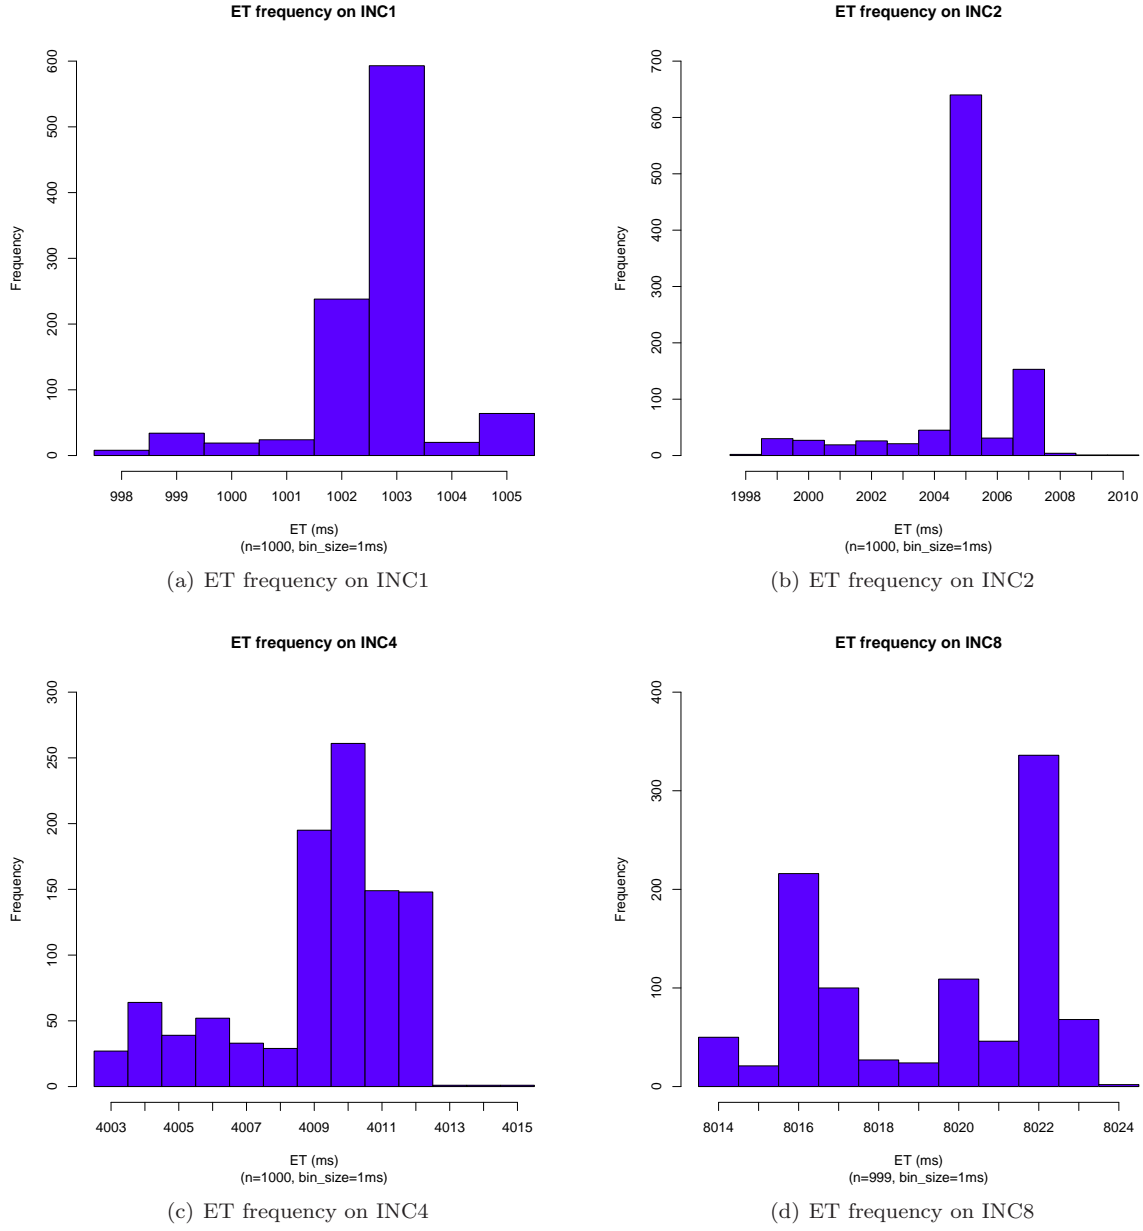 ET frequency on INC1
Frequency
0 100 200 300 400 500 600
998 999 1000 1001 1002 1003 1004 1005
ET (ms)
(n=1000, bin_size=1ms)
(a) ET frequency on INC1
ET frequency on INC2
Frequency
0 100 200 300 400 500 600 700
1998 2000 2002 2004 2006 2008 2010
ET (ms)
(n=1000, bin_size=1ms)
(b) ET frequency on INC2
ET frequency on INC4
Frequency
0 50 100 150 200 250 300
4003 4005 4007 4009 4011 4013 4015
ET (ms)
(n=1000, bin_size=1ms)
(c) ET frequency on INC4
ET frequency on INC8
Frequency
0 100 200 300 400
8014 8016 8018 8020 8022 8024
ET (ms)
(n=999, bin_size=1ms)
(d) ET frequency on INC8